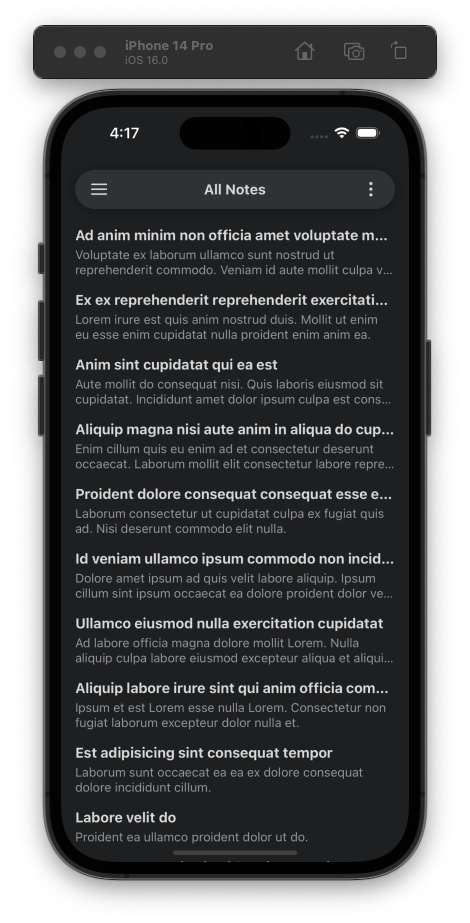 iPhone 14 Pro
iOS 16.0
4:17
All Notes
Ad anim minim non officia amet voluptate m...
Voluptate ex laborum ullamco sunt nostrud ut
reprehenderit commodo. Veniam id aute mollit culpa v...
Ex ex reprehenderit reprehenderit exercitati...
Lorem irure est quis anim nostrud duis. Mollit ut enim
eu esse enim cupidatat nulla proident enim anim ea.
Anim sint cupidatat qui ea est
Aute mollit do consequat nisi. Quis laboris eiusmod sit
cupidatat. Incididunt amet dolor ipsum culpa est cons...
Aliquip magna nisi aute anim in aliqua do cup...
Enim cillum quis eu enim ad et consectetur deserunt
occaecat. Laborum mollit elit consectetur labore repre...
Proident dolore consequat consequat esse e...
Laborum consectetur ut cupidatat culpa ex fugiat quis
ad. Nisi deserunt commodo elit nulla.
Id veniam ullamco ipsum commodo non incid...
Dolore amet ipsum ad quis velit labore aliquip. Ipsum
cillum sint ipsum occaecat ea dolore proident dolor ve...
Ullamco eiusmod nulla exercitation cupidatat
Ad labore officia magna dolore mollit Lorem. Nulla
aliquip culpa labore eiusmod excepteur aliqua et aliqui...
Aliquip labore irure sint qui anim officia com...
Ipsum et est Lorem esse nulla Lorem. Consectetur non
fugiat laborum excepteur dolor nulla et.
Est adipisicing sint consequat tempor
Laborum sunt occaecat ea ea ex dolore consequat
dolore incididunt cillum.
Labore velit do
Proident ea ullamco proident dolor ut do.